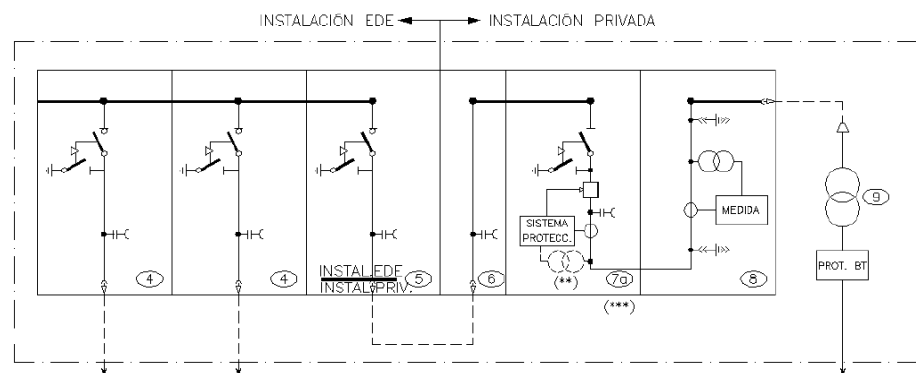 INSTALACIÓN EDE
INSTALACIÓN PRIVADA
SISTEMA
PROTECC.
MEDIDA
PROT. BT
INSTAL.EDE
INSTAL.PRIV.
(**)
(***)
4
4
5
6
7a
8
9